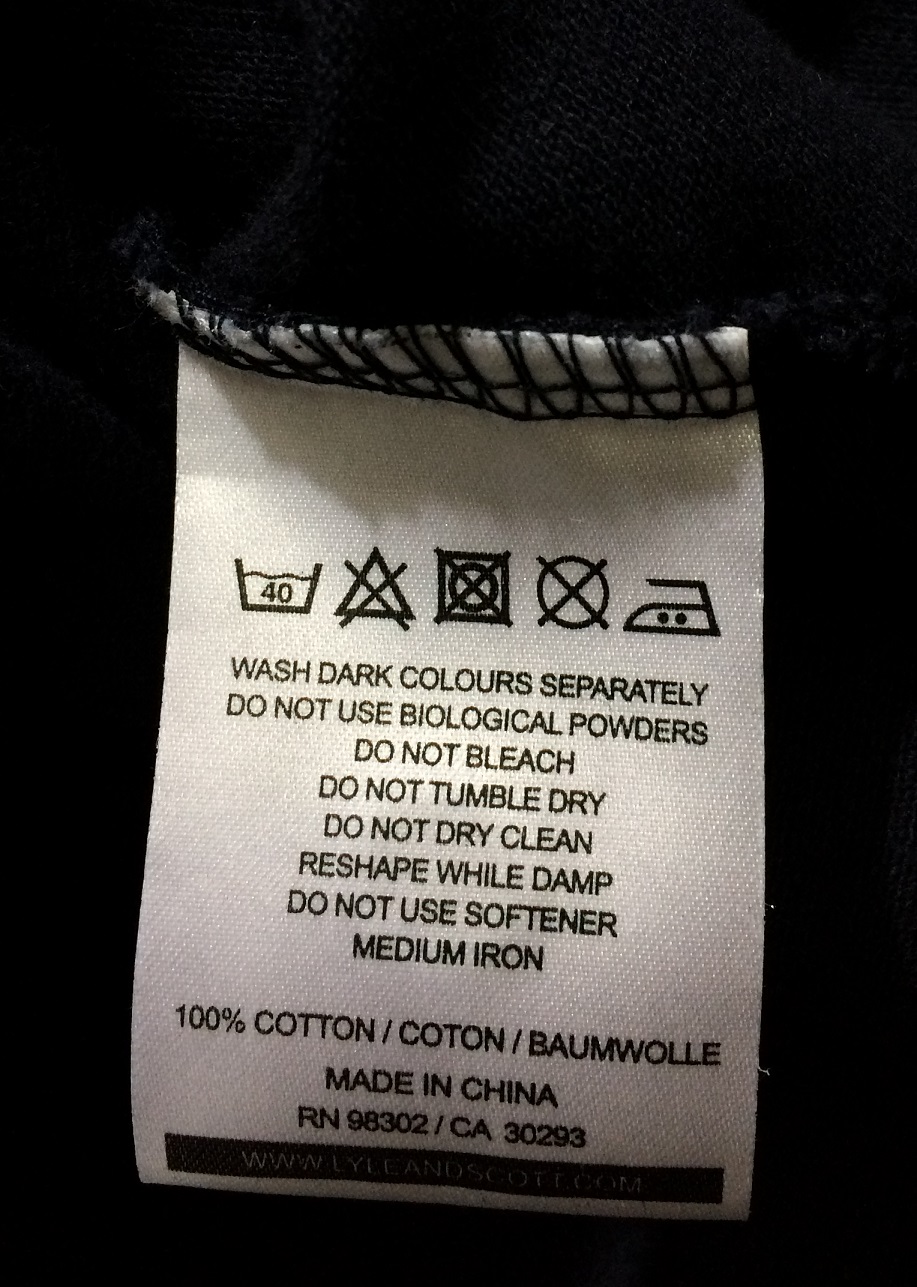 40
WASH DARK COLOURS SEPARATELY
DO NOT USE BIOLOGICAL POWDERS
DO NOT BLEACH
DO NOT TUMBLE DRY
DO NOT DRY CLEAN
RESHAPE WHILE DAMP
DO NOT USE SOFTENER
MEDIUM IRON
100% COTTON / COTON / BAUMWOLLE
MADE IN CHINA
RN 98302 / CA 30293
WWW.LYLEANDSCOTT.COM